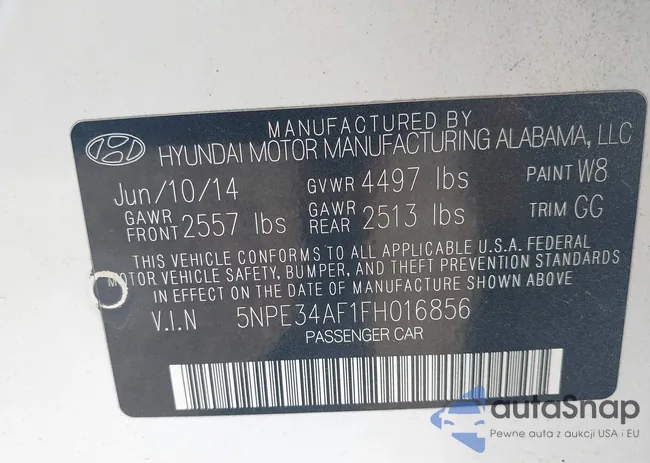 MANUFACTURED BY
HYUNDAI MOTOR MANUFACTURING ALABAMA, LLC
Jun/10/14 GVWR 4497 lbs PAINT W8
GAWR FRONT 2557 lbs GAWR REAR 2513 lbs TRIM GG
THIS VEHICLE CONFORMS TO ALL APPLICABLE U.S.A. FEDERAL
MOTOR VEHICLE SAFETY, BUMPER, AND THEFT PREVENTION STANDARDS
IN EFFECT ON THE DATE OF MANUFACTURE SHOWN ABOVE.
V.I.N 5NPE34AF1FH016856
PASSENGER CAR
autoSnap
Pewne auta z aukcji USA i EU